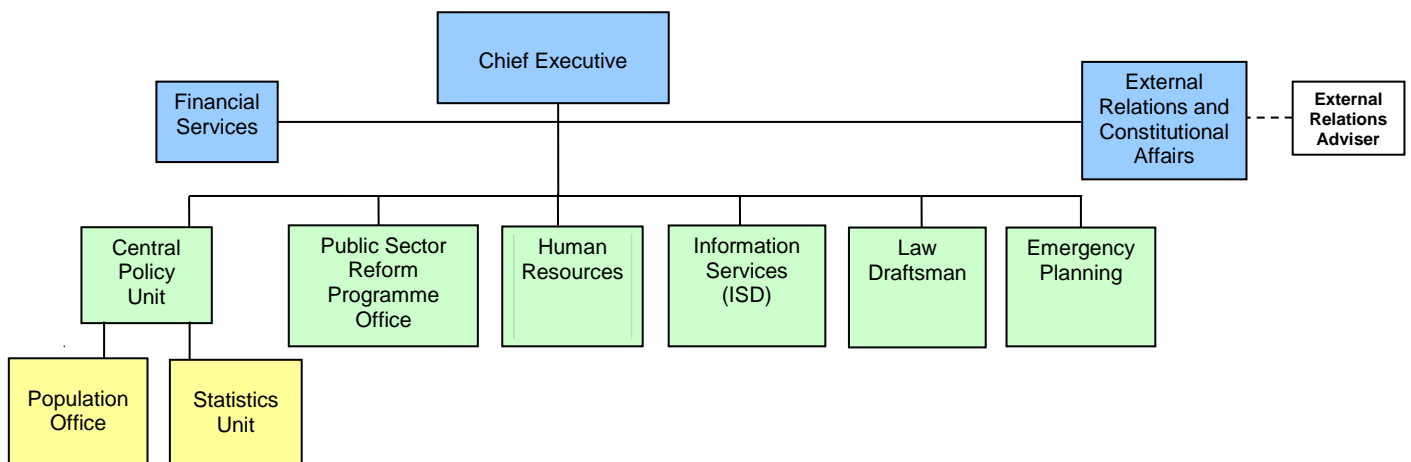 Chief Executive
Financial
Services
External
Relations and
Constitutional
Affairs
External
Relations
Adviser
Central
Policy
Unit
Public Sector
Reform
Programme
Office
Human
Resources
Information
Services
(ISD)
Law
Draftsman
Emergency
Planning
Population
Office
Statistics
Unit